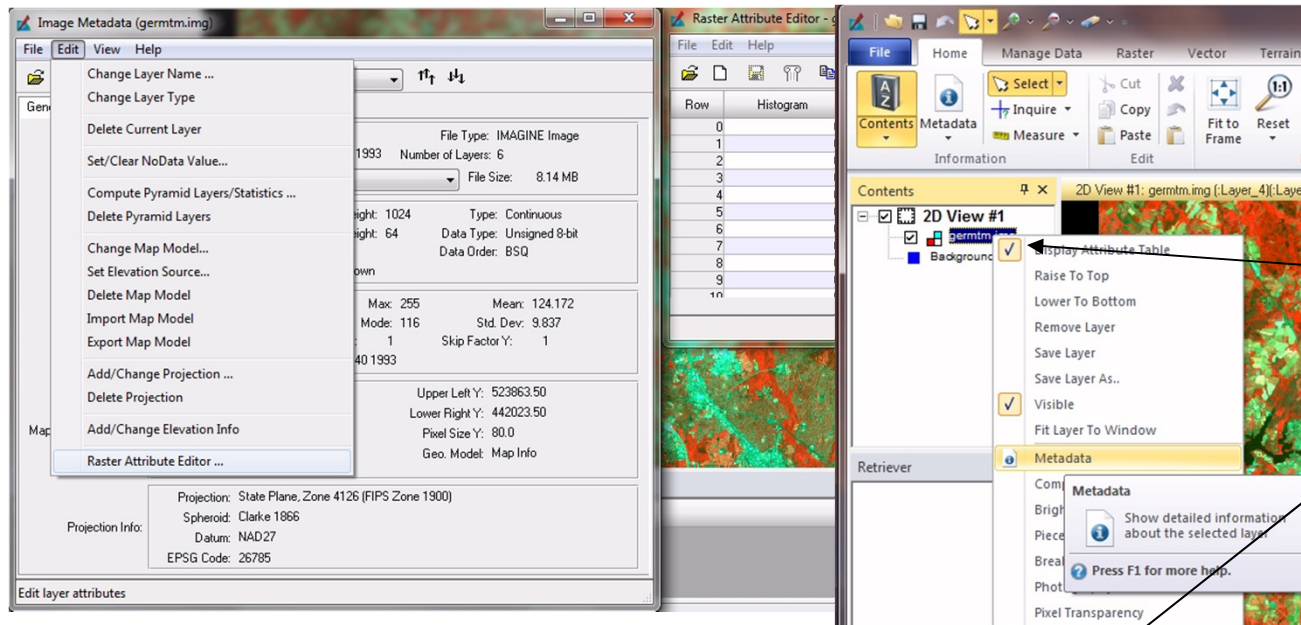 Image Metadata (germtm.img)
File Edit View Help
Change Layer Name ...
Change Layer Type
Delete Current Layer
Set/Clear NoData Value...
Compute Pyramid Layers/Statistics ...
Delete Pyramid Layers
Change Map Model...
Set Elevation Source...
Delete Map Model
Import Map Model
Export Map Model
Add/Change Projection ...
Delete Projection
Add/Change Elevation Info
Raster Attribute Editor ...
File Type: IMAGINE Image
1993 Number of Layers: 6
File Size: 8.14 MB
1024 Type: Continuous
64 Data Type: Unsigned 8-bit
Data Order: BSQ
Max: 255 Mean: 124.172
Mode: 116 Std. Dev: 9.837
1 Skip Factor Y: 1
40 1993
Upper Left Y: 523863.50
Lower Right Y: 442023.50
Pixel Size Y: 80.0
Geo. Model: Map Info
Projection Info:
Projection: State Plane, Zone 4126 (FIPS Zone 1900)
Spheroid: Clarke 1866
Datum: NAD27
EPSG Code: 26785
Edit layer attributes
Raster Attribute Editor -
File Edit Help
Row Histogram
0
1
2
3
4
5
6
7
8
9
10
File Home Manage Data Raster Vector Terrain
Contents Metadata
Select
Inquire
Measure
Information
Cut
Copy
Paste
Edit
Fit to Frame
1:1
Reset
Contents
2D View #1: germtm.img (:Layer_4)(:Laye
2D View #1
germtm.img
Background
Display Attribute Table
Raise To Top
Lower To Bottom
Remove Layer
Save Layer
Save Layer As..
Visible
Fit Layer To Window
Metadata
Metadata
Show detailed information
about the selected layer
Press F1 for more help.
Pixel Transparency
Retriever